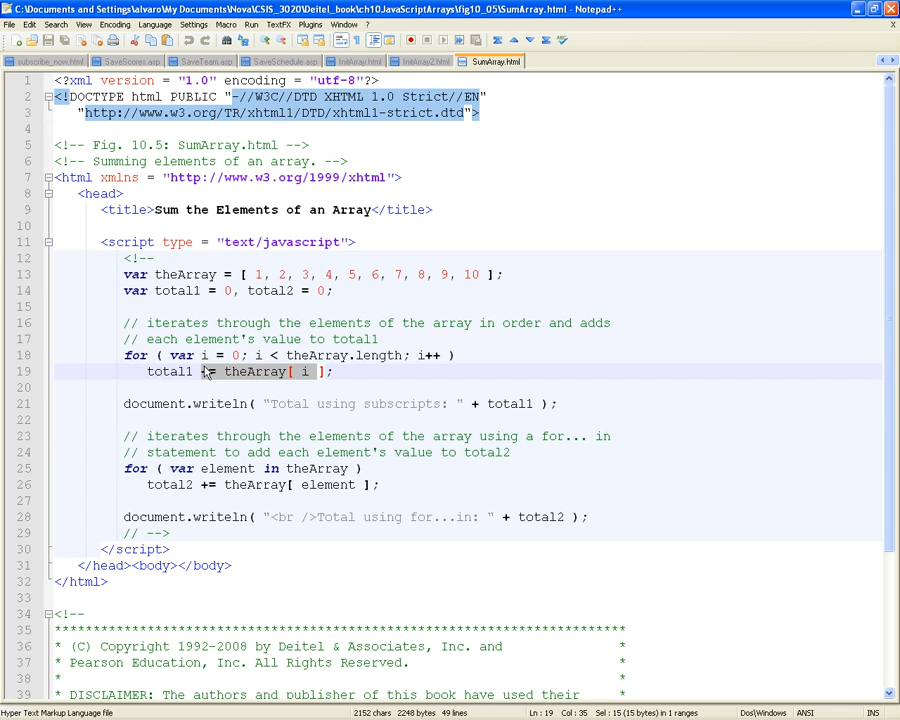 C:\Documents and Settings\alvaro\My Documents\Nova\CSIS_3020\Deitel_book\ch10JavaScriptArrays\fig10_05\SumArray.html - Notepad++
File Edit Search View Encoding Language Settings Macro Run TextFX Plugins Window ? X
subscribe_now.html SaveScores.asp SaveTeam.asp SaveSchedule.asp InitArray.html InitArray2.html SumArray.html
1 <?xml version = "1.0" encoding = "utf-8"?>
2 <!DOCTYPE html PUBLIC "-//W3C//DTD XHTML 1.0 Strict//EN"
3 "http://www.w3.org/TR/xhtml1/DTD/xhtml1-strict.dtd">
4
5 <!-- Fig. 10.5: SumArray.html -->
6 <!-- Summing elements of an array. -->
7 <html xmlns = "http://www.w3.org/1999/xhtml">
8 <head>
9 <title>Sum the Elements of an Array</title>
10
11 <script type = "text/javascript">
12 <!--
13 var theArray = [ 1, 2, 3, 4, 5, 6, 7, 8, 9, 10 ];
14 var total1 = 0, total2 = 0;
15
16 // iterates through the elements of the array in order and adds
17 // each element's value to total1
18 for ( var i = 0; i < theArray.length; i++ )
19 total1 += theArray[ i ];
20
21 document.writeln( "Total using subscripts: " + total1 );
22
23 // iterates through the elements of the array using a for... in
24 // statement to add each element's value to total2
25 for ( var element in theArray )
26 total2 += theArray[ element ];
27
28 document.writeln( "<br />Total using for...in: " + total2 );
29 // -->
30 </script>
31 </head><body></body>
32 </html>
33
34 <!--
35 **************************************************************************
36 * (C) Copyright 1992-2008 by Deitel & Associates, Inc. and *
37 * Pearson Education, Inc. All Rights Reserved. *
38 * *
39 * DISCLAIMER: The authors and publisher of this book have used their *
Hyper Text Markup Language file 2152 chars 2248 bytes 49 lines Ln : 19 Col : 35 Sel : 15 (15 bytes) in 1 ranges Dos\Windows ANSI INS